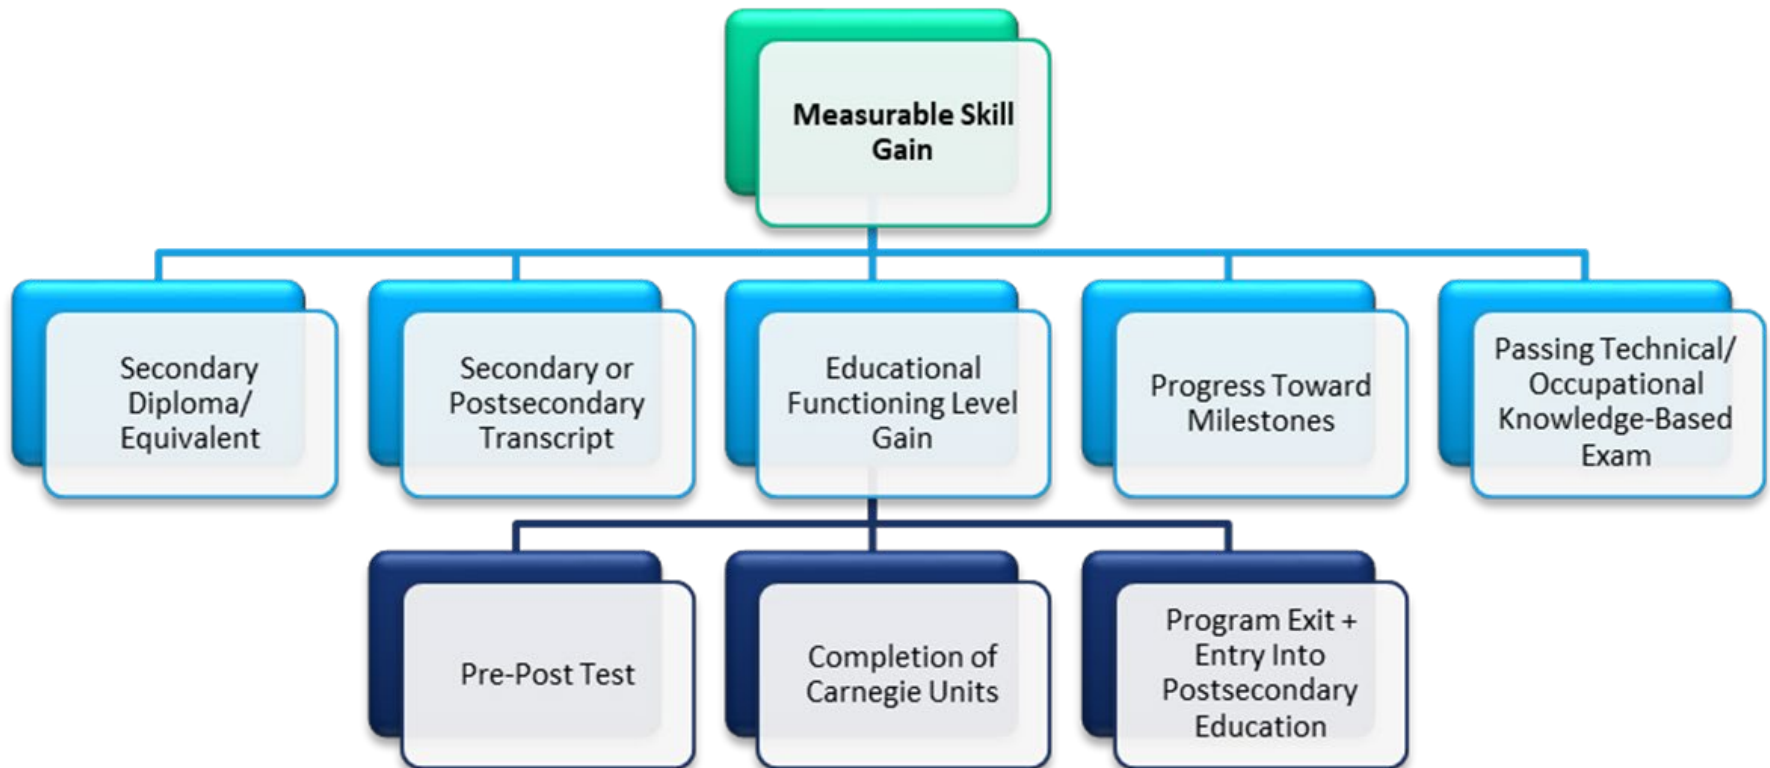 Measurable Skill
Gain
Secondary
Diploma/
Equivalent
Secondary or
Postsecondary
Transcript
Educational
Functioning Level
Gain
Progress Toward
Milestones
Passing Technical/
Occupational
Knowledge-Based
Exam
Pre-Post Test
Completion of
Carnegie Units
Program Exit +
Entry Into
Postsecondary
Education